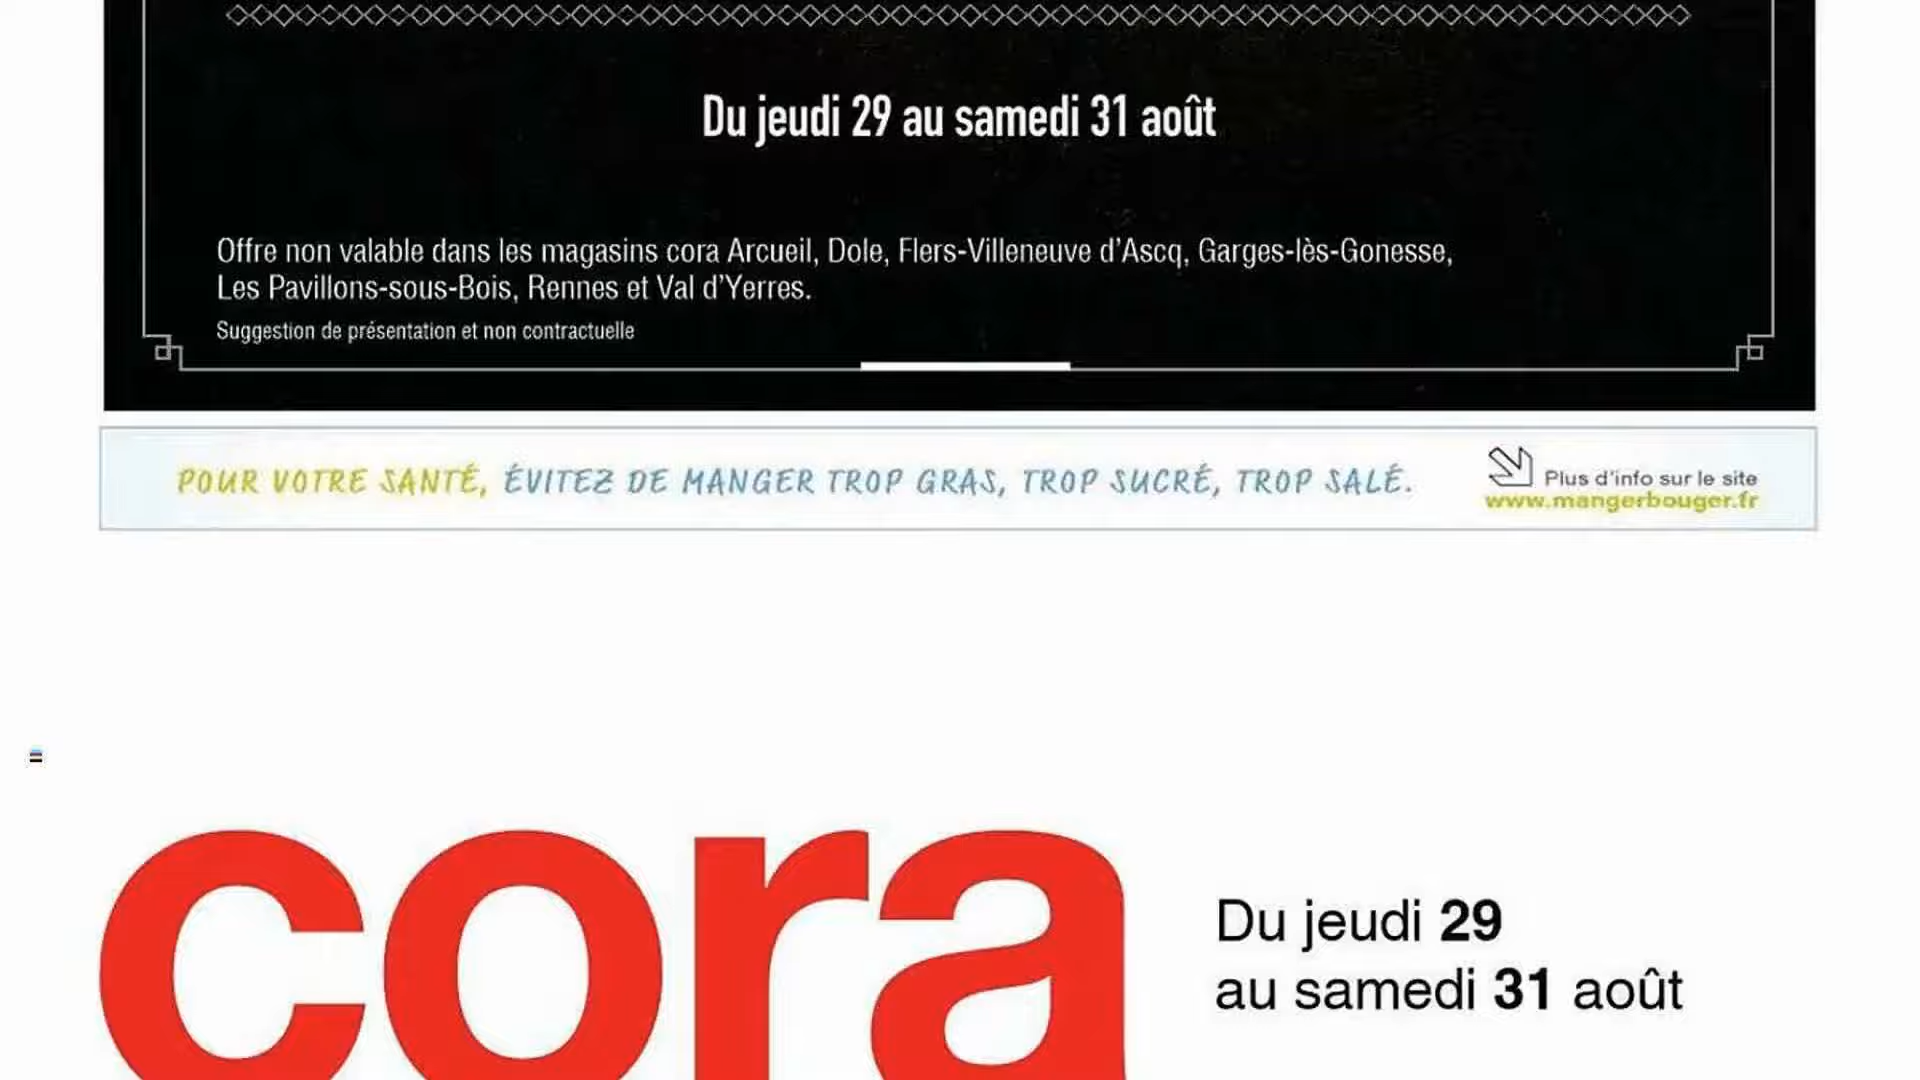 Du jeudi 29 au samedi 31 août
Offre non valable dans les magasins cora Arcueil, Dole, Flers-Villeneuve d'Ascq, Garges-lès-Gonesse,
Les Pavillons-sous-Bois, Rennes et Val d'Yerres.
Suggestion de présentation et non contractuelle
POUR VOTRE SANTÉ, ÉVITEZ DE MANGER TROP GRAS, TROP SUCRÉ, TROP SALÉ.
Plus d'info sur le site
www.mangerbouger.fr
cora
Du jeudi 29
au samedi 31 août